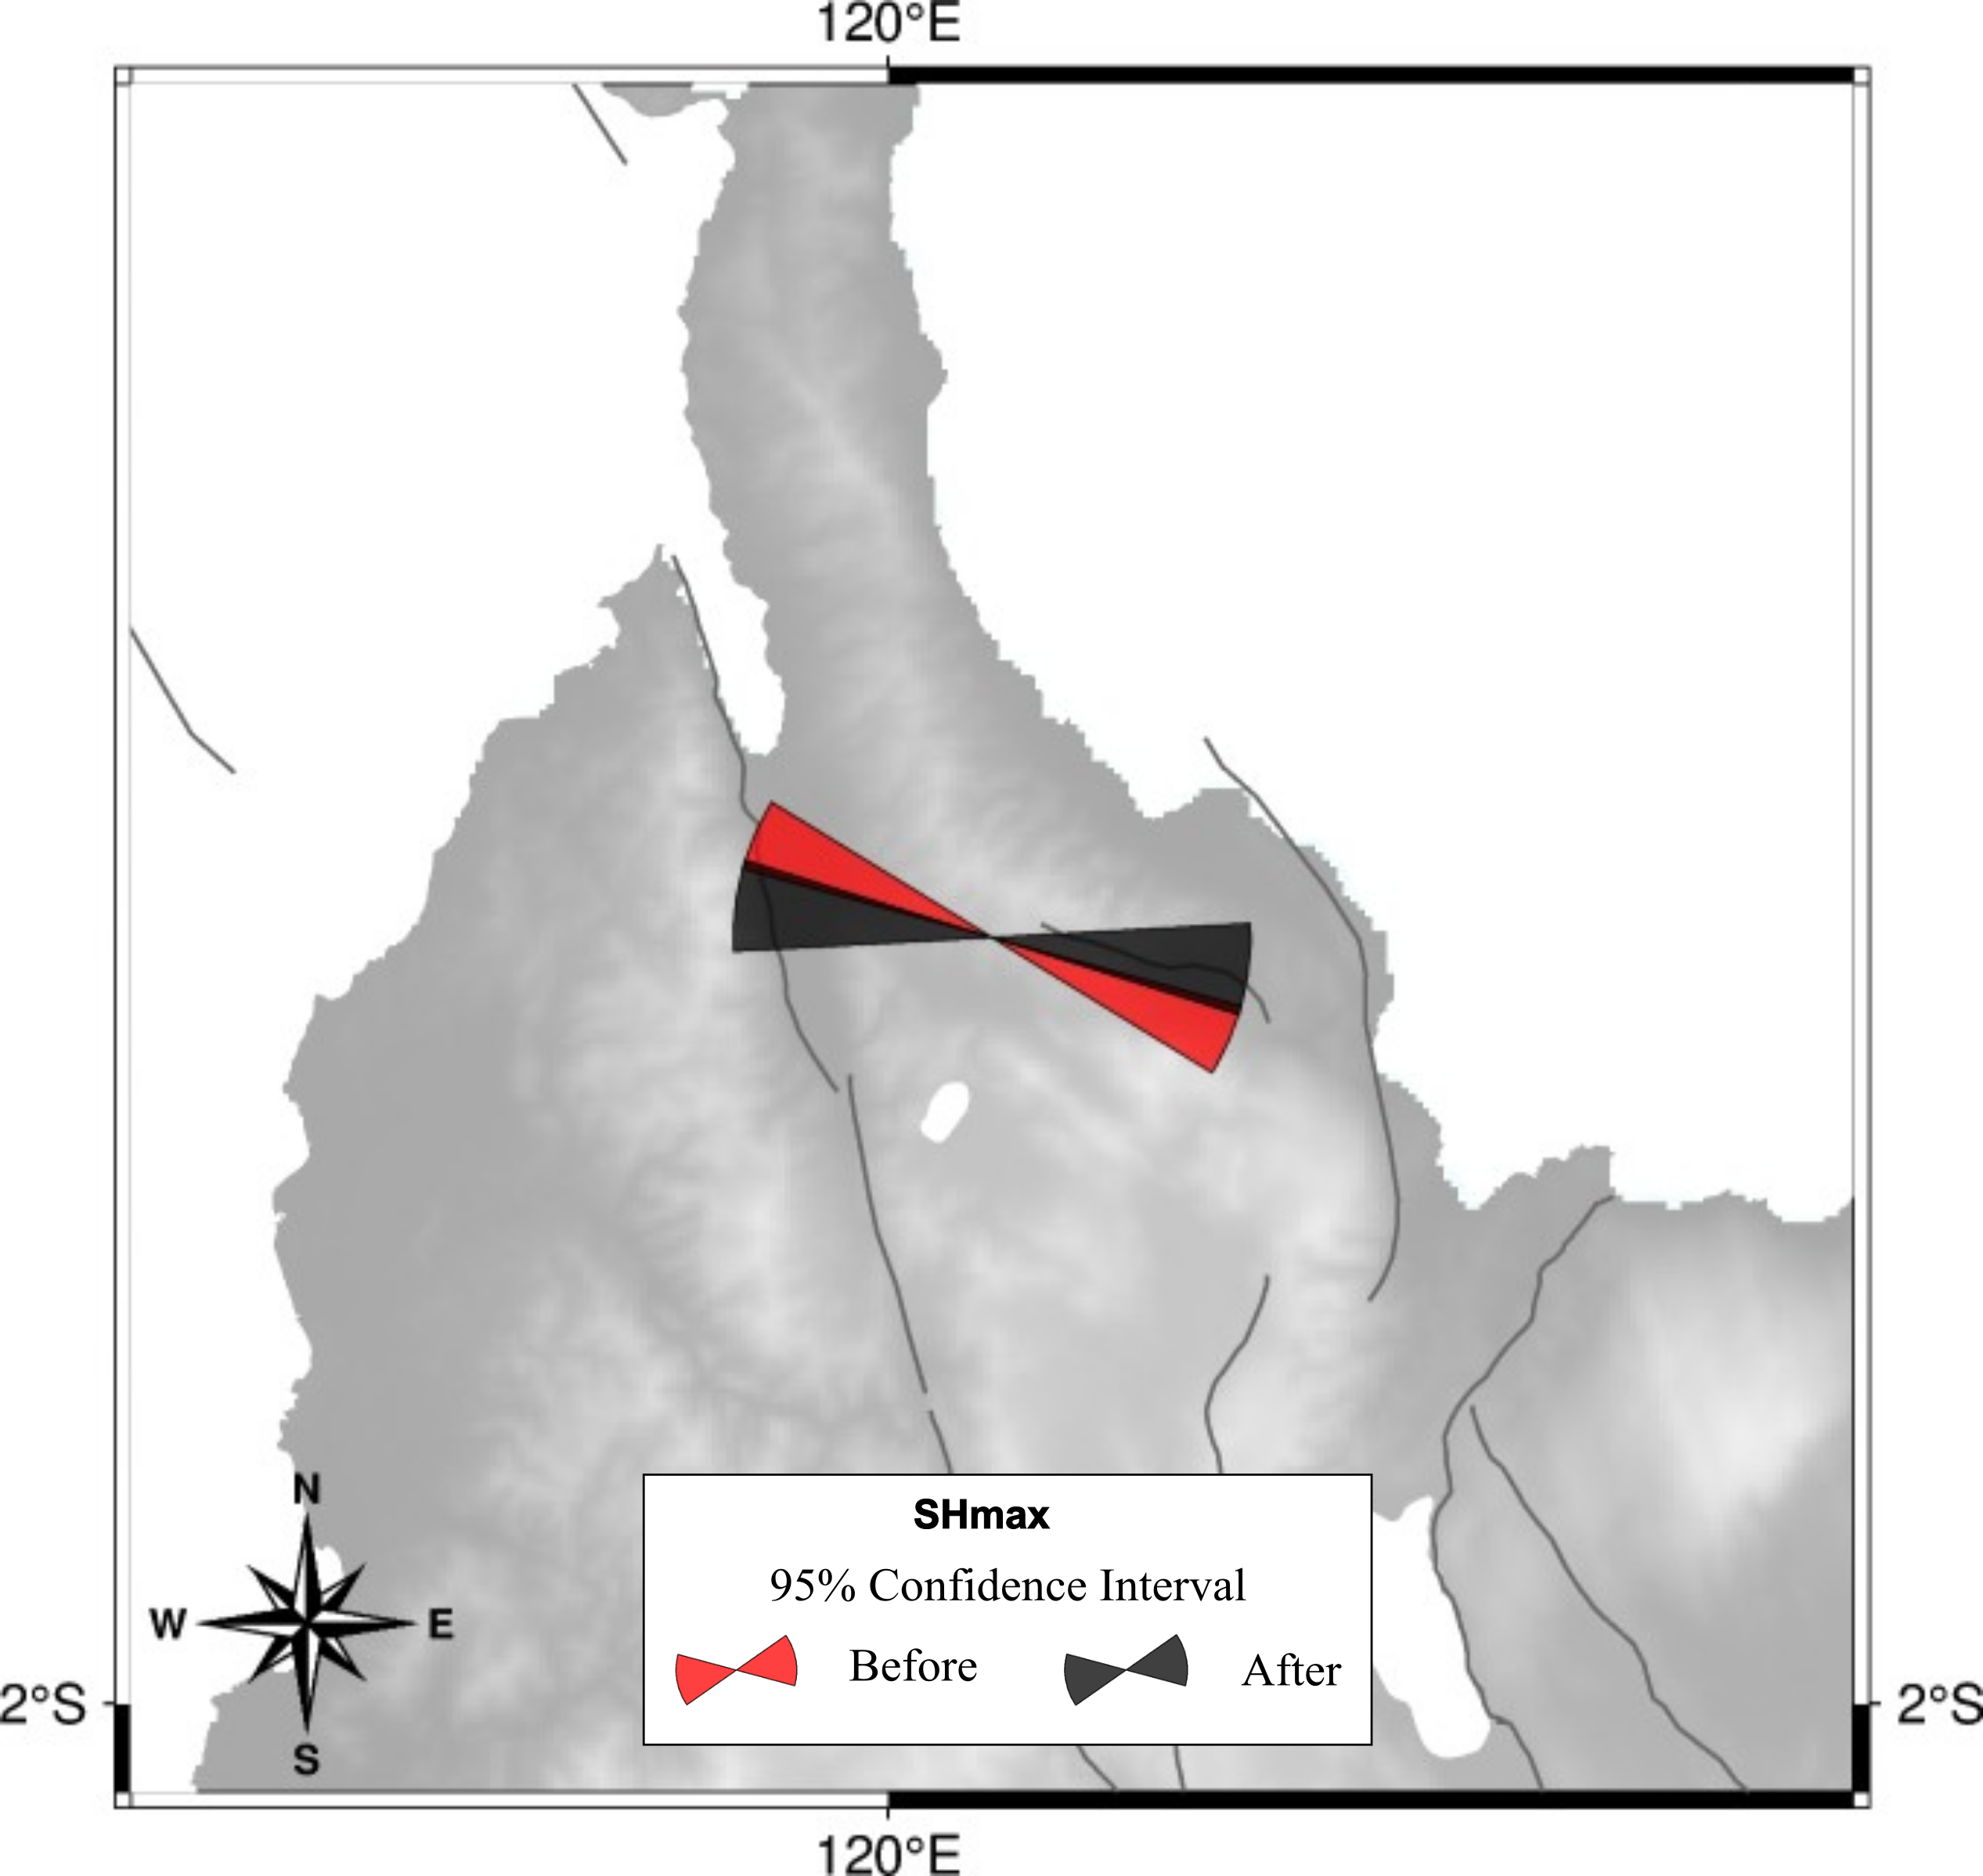 120°E
N
W E
S
SHmax
95% Confidence Interval
Before After
2°S 2°S
120°E